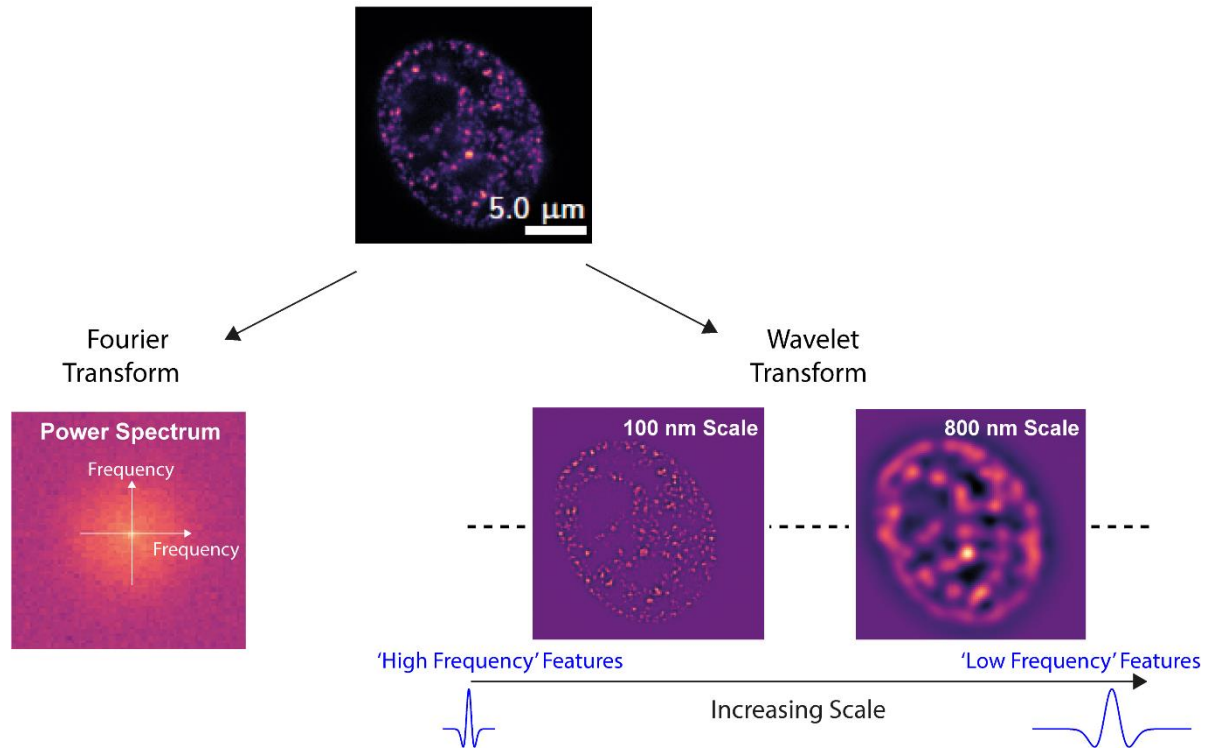 5.0 μm
Fourier
Transform
Wavelet
Transform
Power Spectrum
Frequency
Frequency
100 nm Scale
800 nm Scale
'High Frequency' Features
'Low Frequency' Features
Increasing Scale